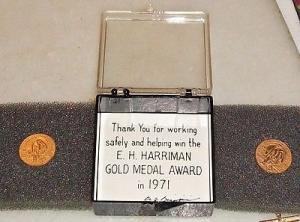 Thank You for working
safely and helping win the
E. H. HARRIMAN
GOLD MEDAL AWARD
in 1971